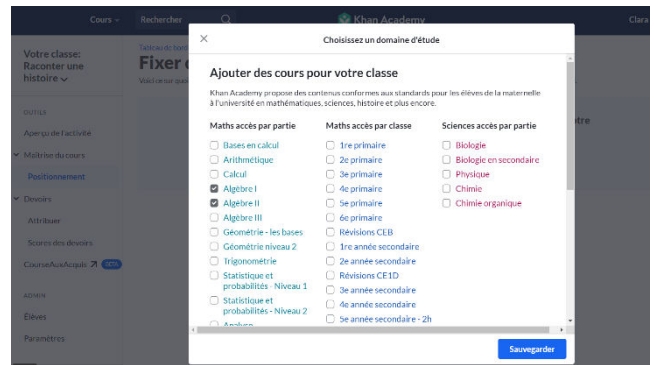 Cours
Rechercher
Khan Academy
Clara
Votre classe:
Raconter une
histoire
Tableau de bord
Fixer
OUTILS
Aperçu de l'activité
Maîtrise du cours
Positionnement
Devoirs
Attribuer
Scores des devoirs
CourseAuxAcquis BETA
ADMIN
Élèves
Paramètres
Choisissez un domaine d'étude
Ajouter des cours pour votre classe
Khan Academy propose des contenus conformes aux standards pour les élèves de la maternelle
à l'université en mathématiques, sciences, histoire et plus encore.
Maths accès par partie
Bases en calcul
Arithmétique
Calcul
Algèbre I
Algèbre II
Algèbre III
Géométrie - les bases
Géométrie niveau 2
Trigonométrie
Statistique et
probabilités - Niveau 1
Statistique et
probabilités - Niveau 2
Analyse
Maths accès par classe
1re primaire
2e primaire
3e primaire
4e primaire
5e primaire
6e primaire
Révisions CEB
1re année secondaire
2e année secondaire
Révisions CE1D
3e année secondaire
4e année secondaire
5e année secondaire - 2h
Sciences accès par partie
Biologie
Biologie en secondaire
Physique
Chimie
Chimie organique
Sauvegarder